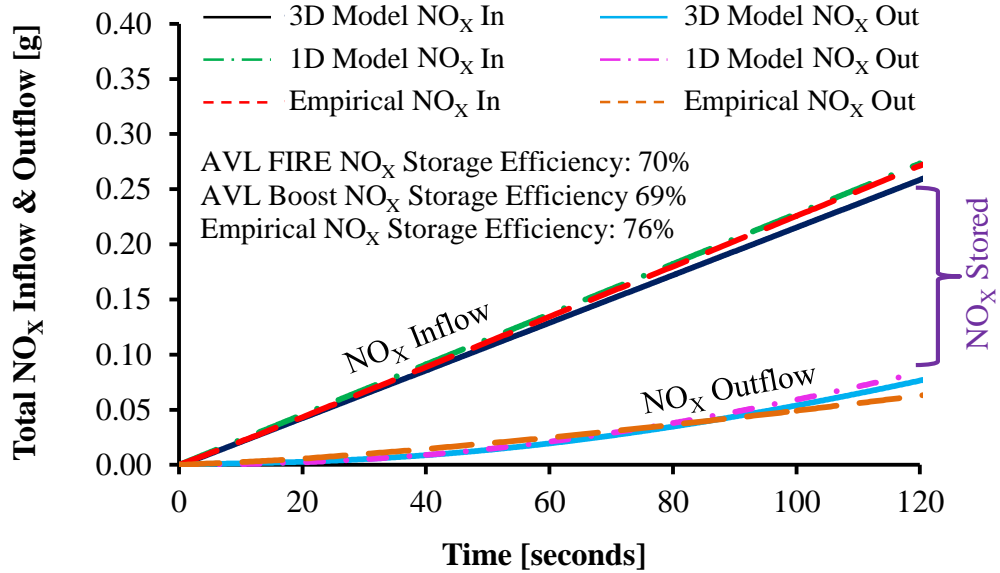 Total NOX Inflow & Outflow [g]
0.40
0.35
0.30
0.25
0.20
0.15
0.10
0.05
0.00
3D Model NOX In
3D Model NOX Out
1D Model NOX In
1D Model NOX Out
Empirical NOX In
Empirical NOX Out
AVL FIRE NOX Storage Efficiency: 70%
AVL Boost NOX Storage Efficiency 69%
Empirical NOX Storage Efficiency: 76%
NOX Inflow
NOX Outflow
NOX Stored
0
20
40
60
80
100
120
Time [seconds]